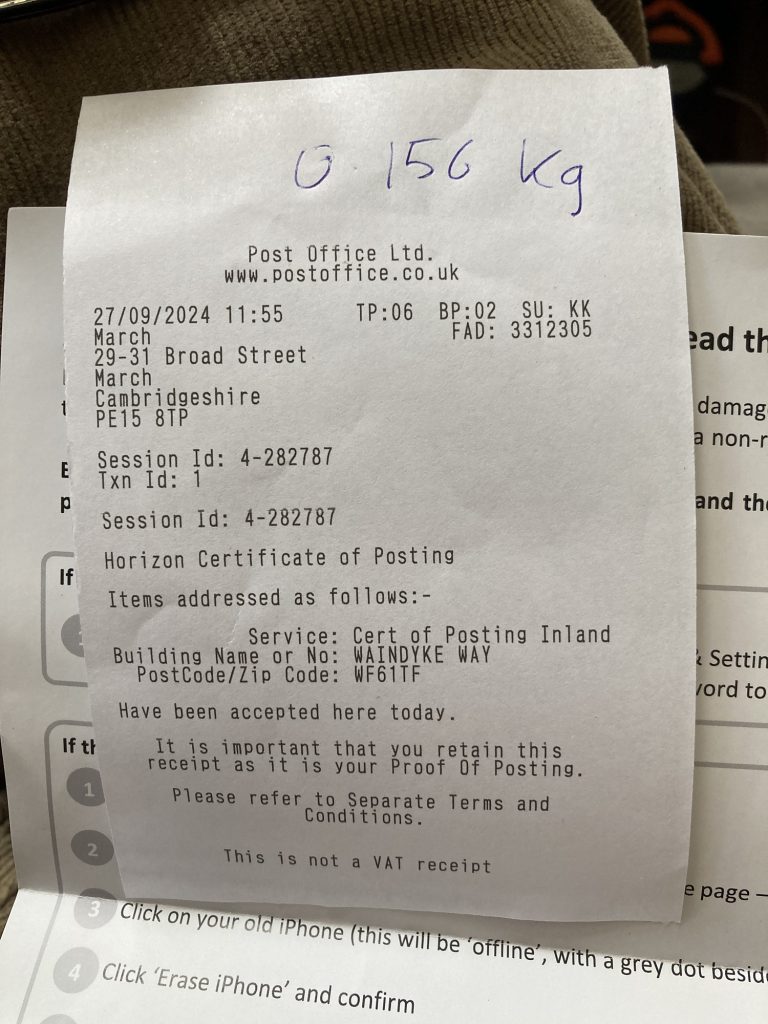 0.156 Kg
Post Office Ltd.
www.postoffice.co.uk
27/09/2024 11:55 TP:06 BP:02 SU: KK
March FAD: 3312305
29-31 Broad Street
March
Cambridgeshire
PE15 8TP
Session Id: 4-282787
Txn Id: 1
Session Id: 4-282787
Horizon Certificate of Posting
Items addressed as follows:-
Service: Cert of Posting Inland
Building Name or No: WAINDYKE WAY
PostCode/Zip Code: WF61TF
Have been accepted here today.
It is important that you retain this
receipt as it is your Proof Of Posting.
Please refer to Separate Terms and
Conditions.
This is not a VAT receipt
ead th
damag
a non-r
and the
If
& Settin
vord to
If th
1
2
e page –
3 Click on your old iPhone (this will be 'offline', with a grey dot besid
4 Click 'Erase iPhone' and confirm